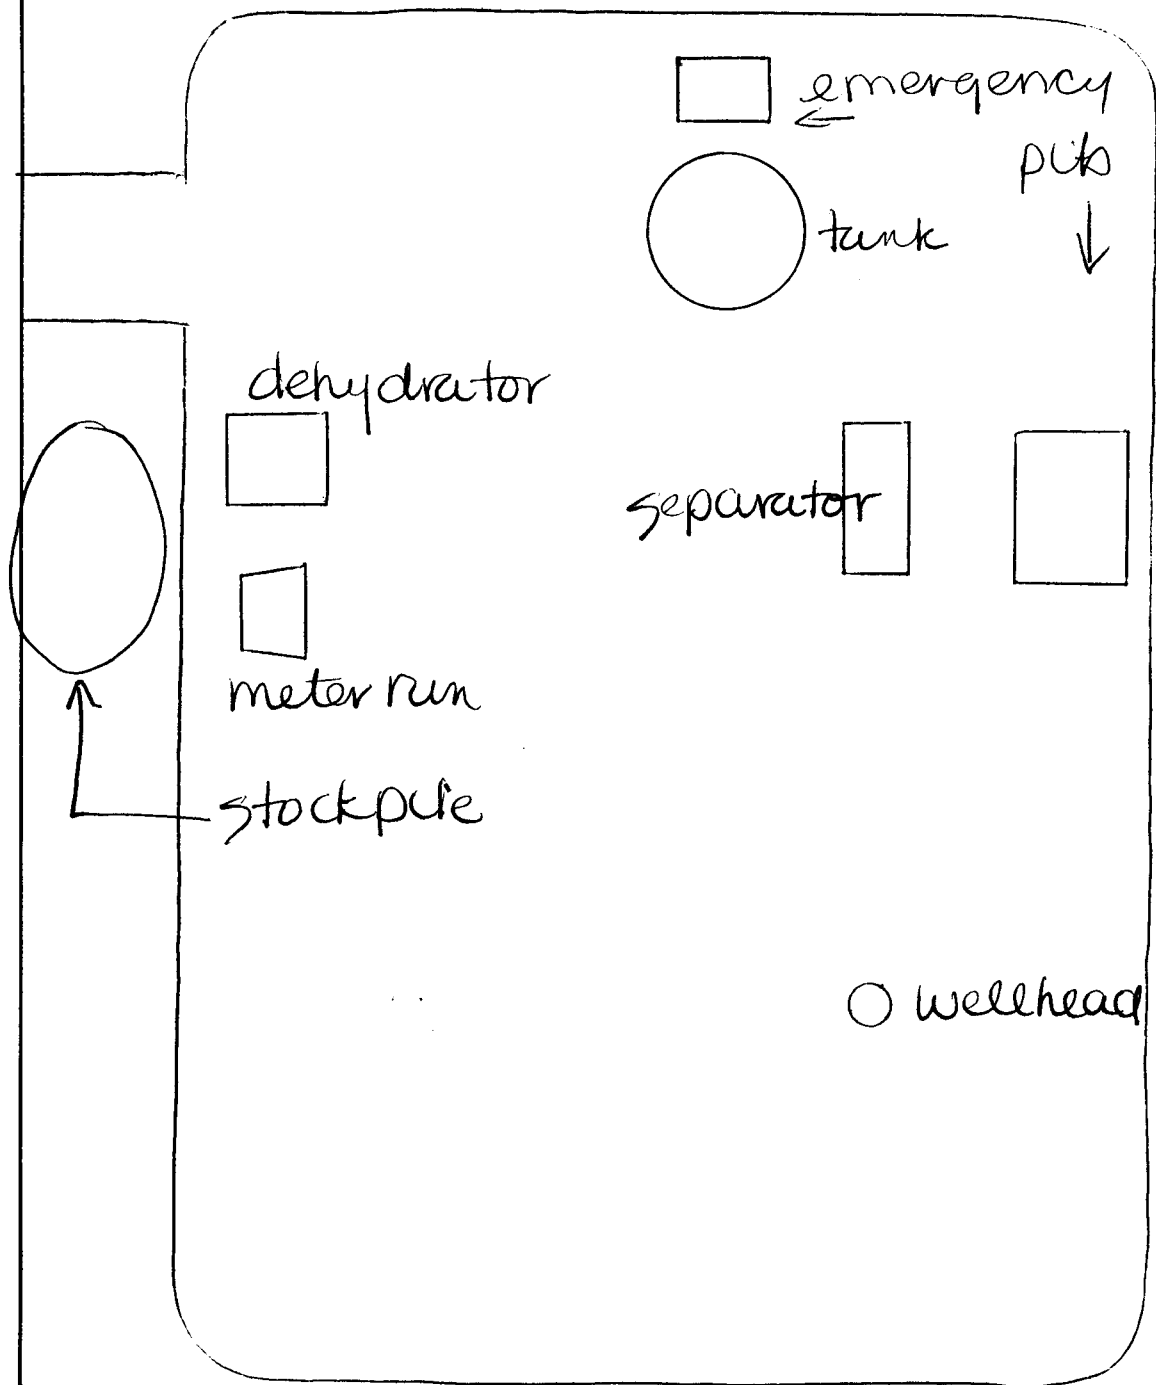 emergency
pits
tank
dehydrator
separator
meter run
stockpile
wellhead